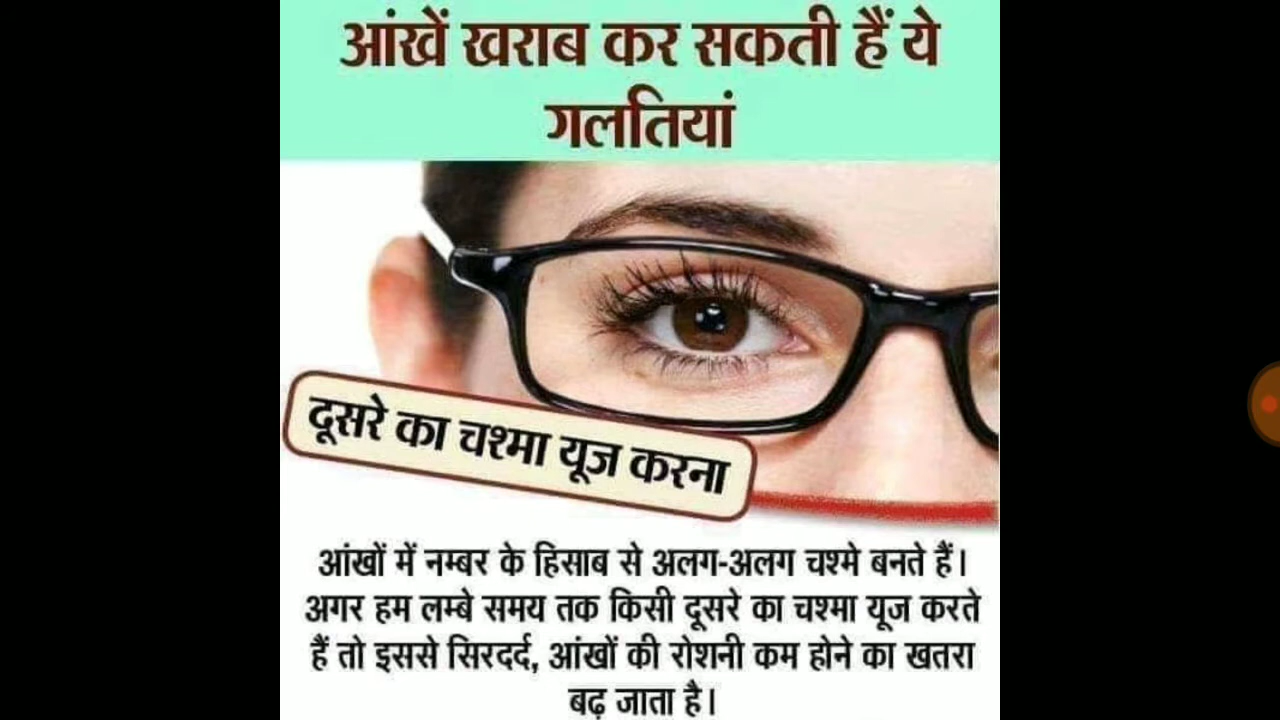 आंखें खराब कर सकती हैं ये
गलतियां
दूसरे का चश्मा यूज करना
आंखों में नम्बर के हिसाब से अलग-अलग चश्मे बनते हैं।
अगर हम लम्बे समय तक किसी दूसरे का चश्मा यूज करते
हैं तो इससे सिरदर्द, आंखों की रोशनी कम होने का खतरा
बढ़ जाता है।